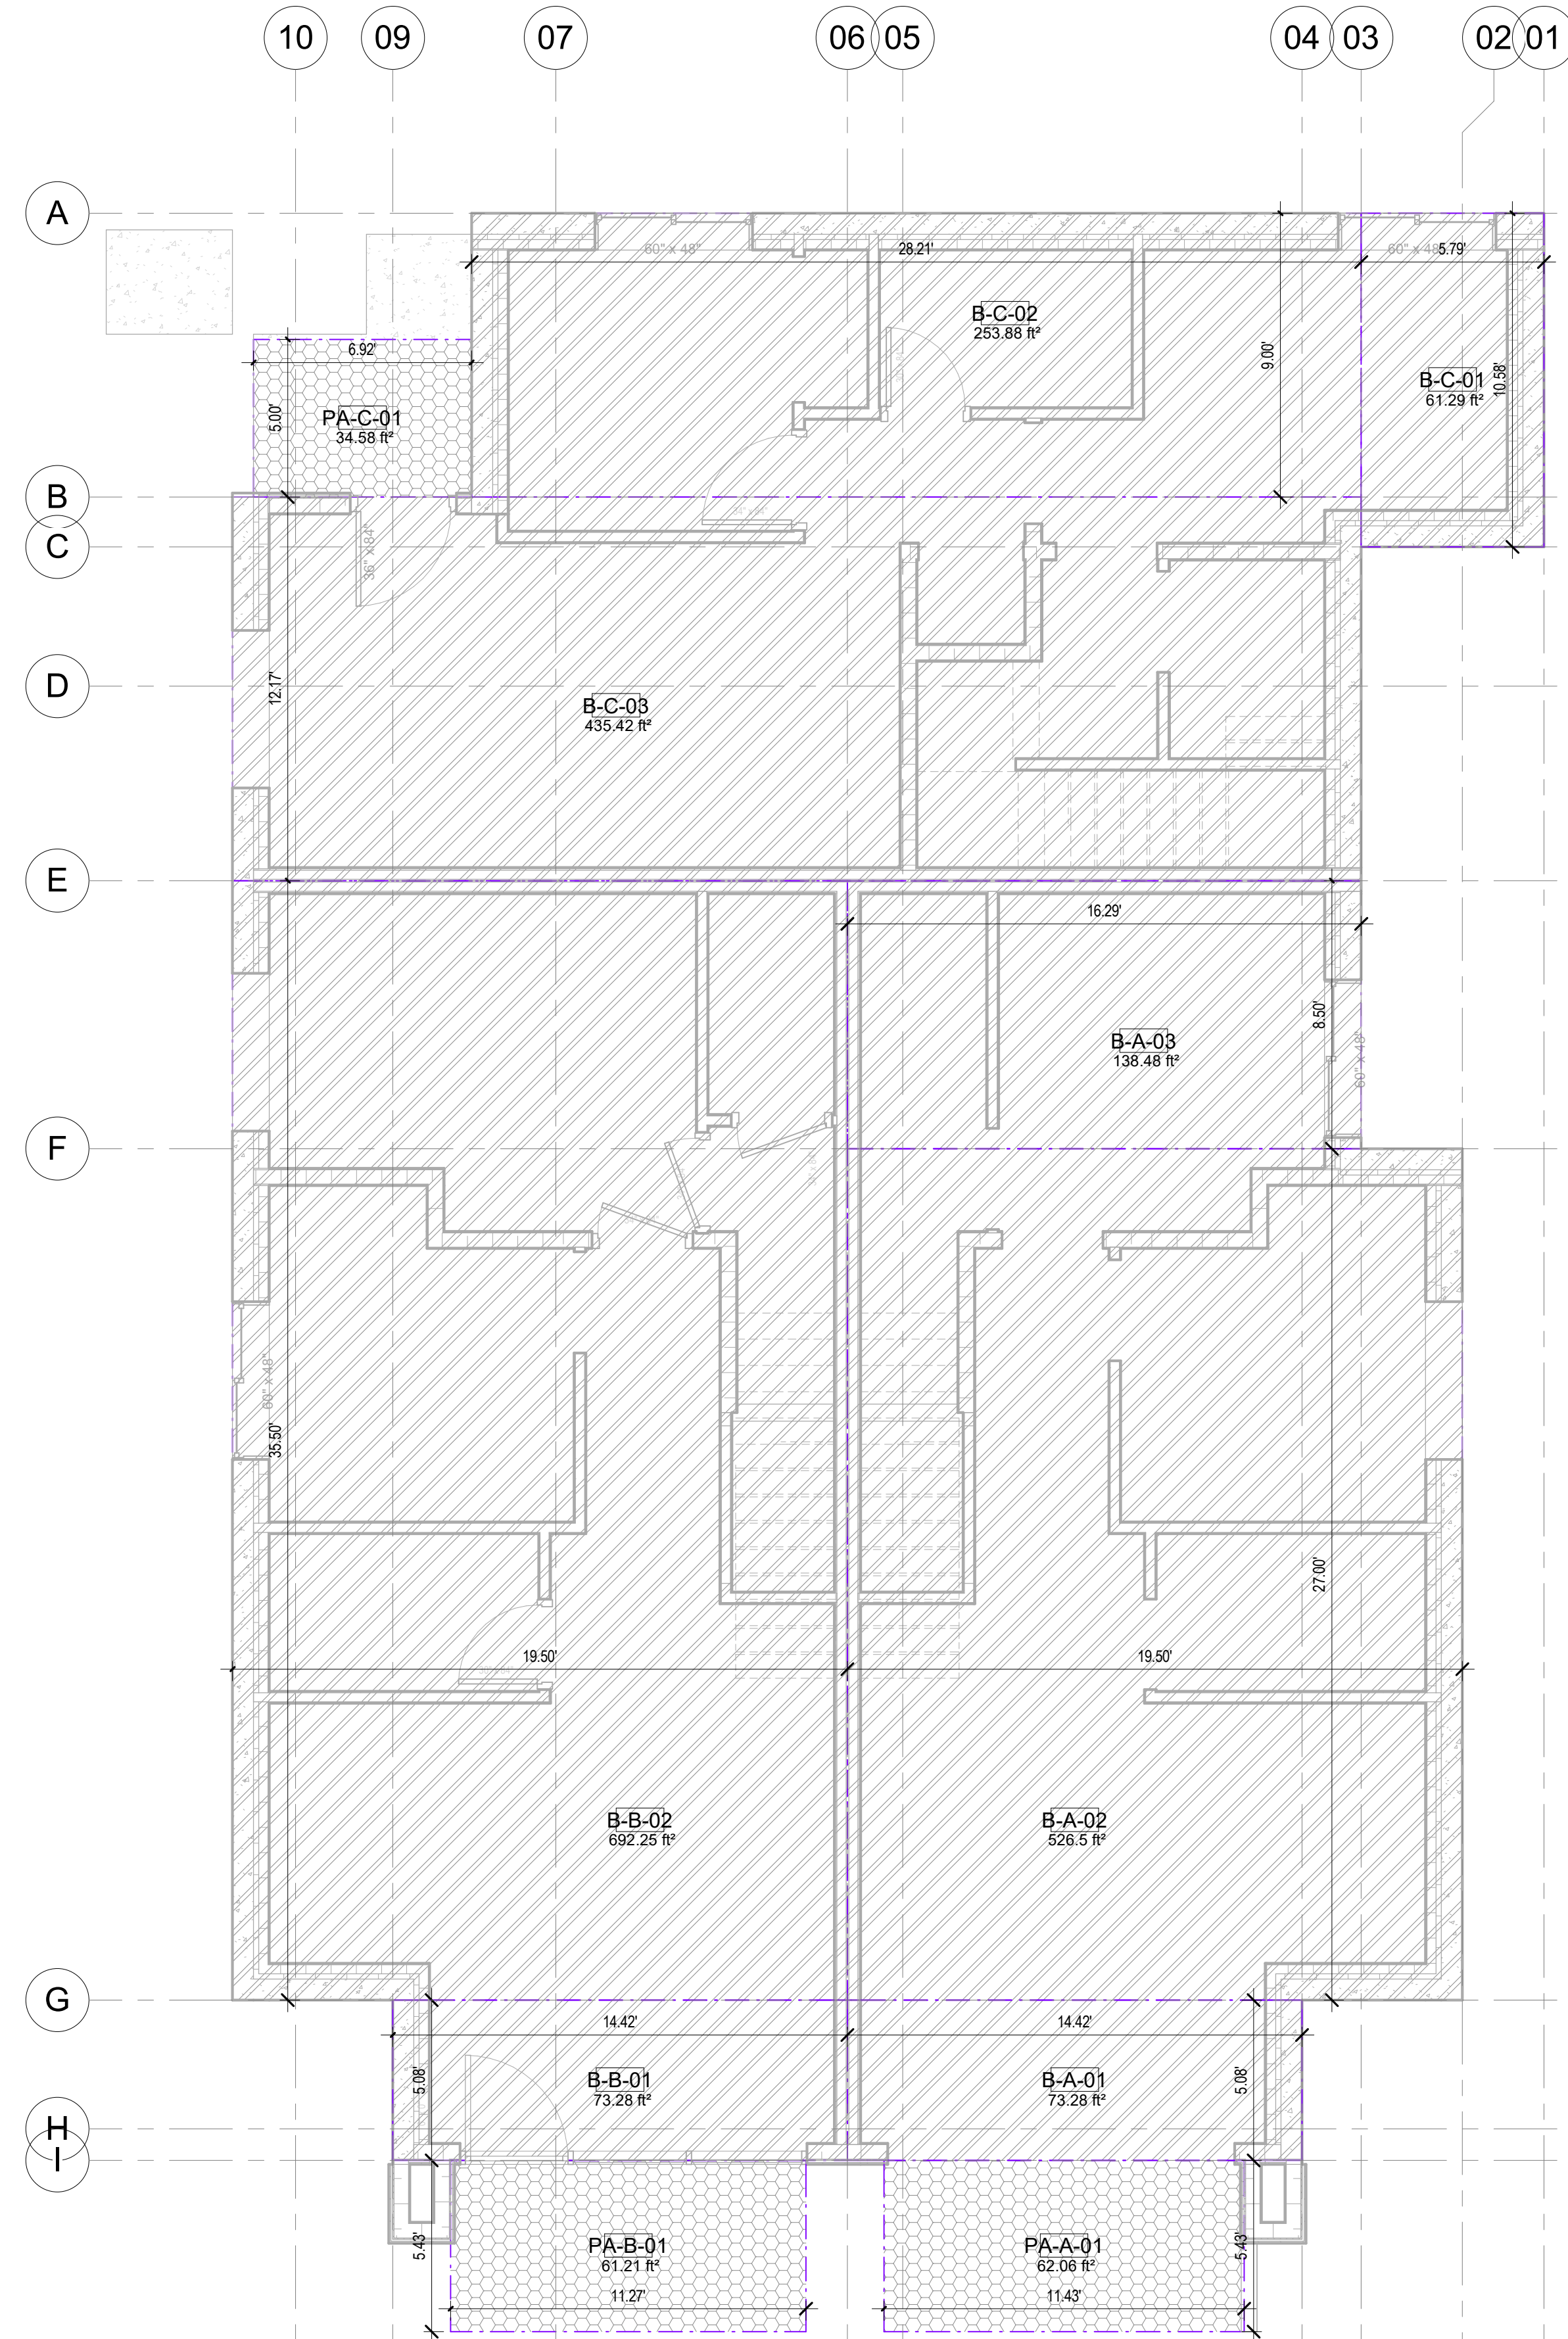 10
09
07
06
05
04
03
02
01
A
60" x 48"
28.21'
60" x 48"
5.79'
B-C-02
253.88 ft²
6.92'
9.00'
B-C-01
61.29 ft²
10.58'
5.00'
PA-C-01
34.58 ft²
B
C
36" x 84"
D
12.17'
B-C-03
435.42 ft²
E
16.29'
8.50'
B-A-03
138.48 ft²
60" x 48"
F
60" x 48"
35.50'
27.00'
19.50'
19.50'
B-B-02
692.25 ft²
B-A-02
526.5 ft²
G
14.42'
14.42'
5.08'
B-B-01
73.28 ft²
B-A-01
73.28 ft²
5.08'
H
I
5.43'
PA-B-01
61.21 ft²
PA-A-01
62.06 ft²
5.43'
11.27'
11.43'